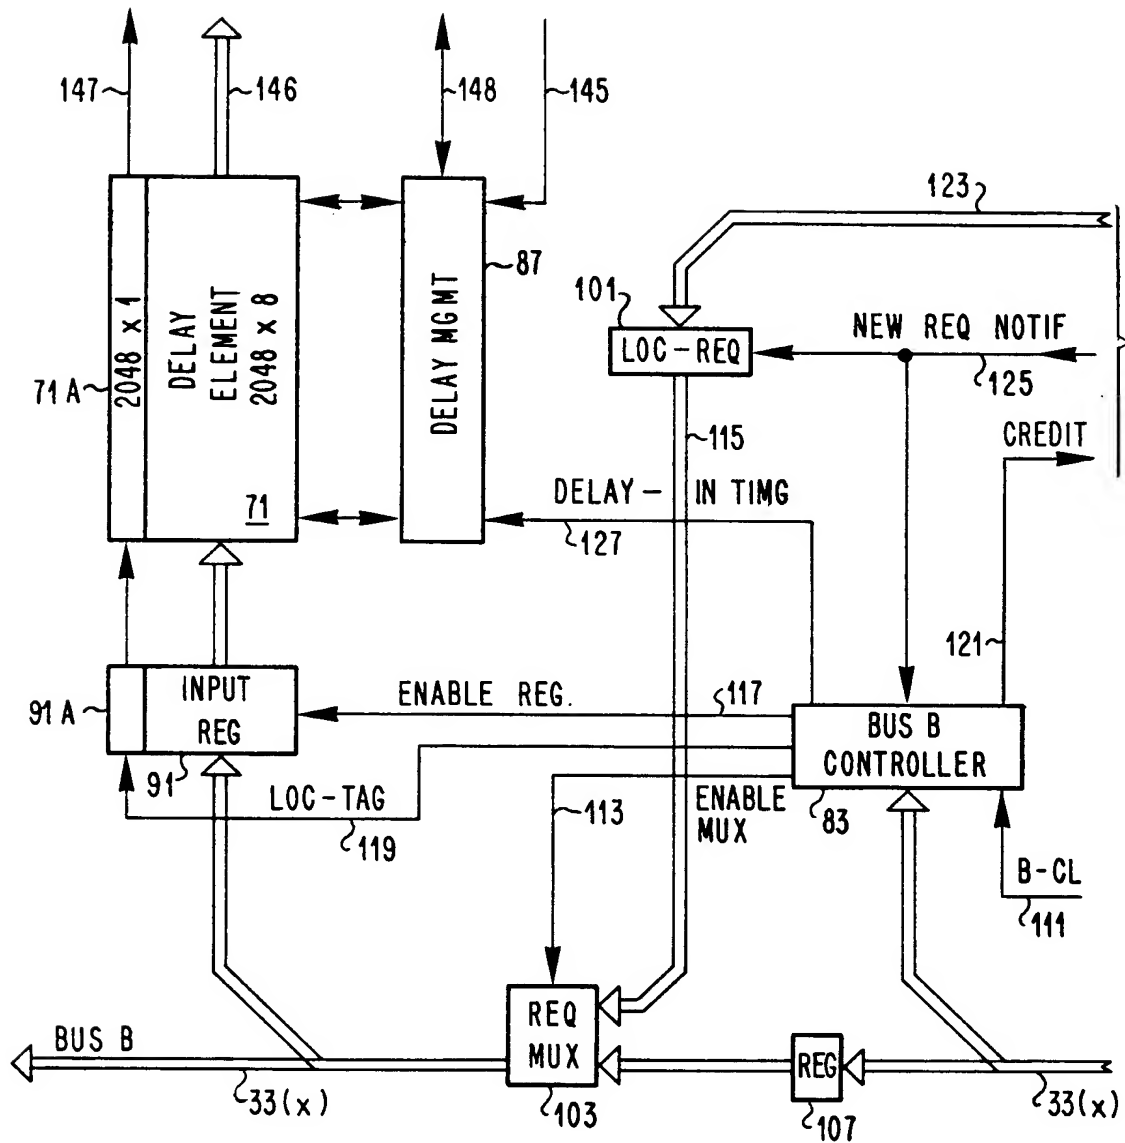 147
146
148
145
123
87
101
LOC-REQ
NEW REQ NOTIF
125
71A
2048 x 1
DELAY
ELEMENT
2048 x 8
71
DELAY MGMT
115
CREDIT
DELAY- IN TIMG
127
121
91A
INPUT
REG
91
ENABLE REG.
117
BUS B
CONTROLLER
83
LOC-TAG
119
113
ENABLE
MUX
B-CL
111
BUS B
33(x)
REQ
MUX
103
REG
107
33(x)